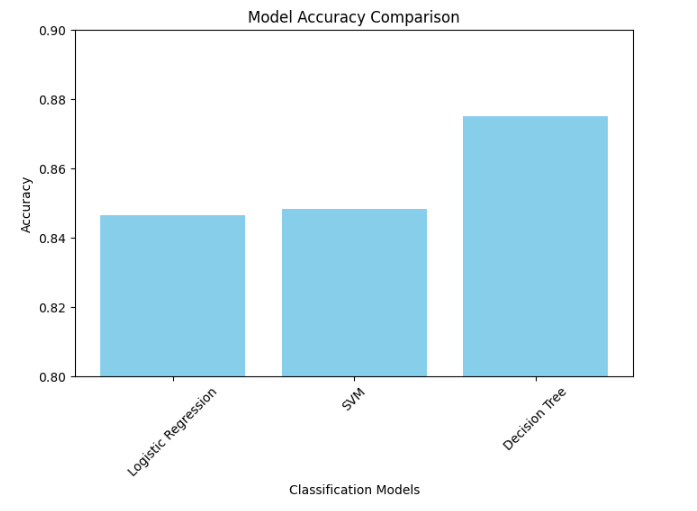 Model Accuracy Comparison
0.90
0.88
0.86
0.84
0.82
0.80
Accuracy
Logistic Regression
SVM
Decision Tree
Classification Models